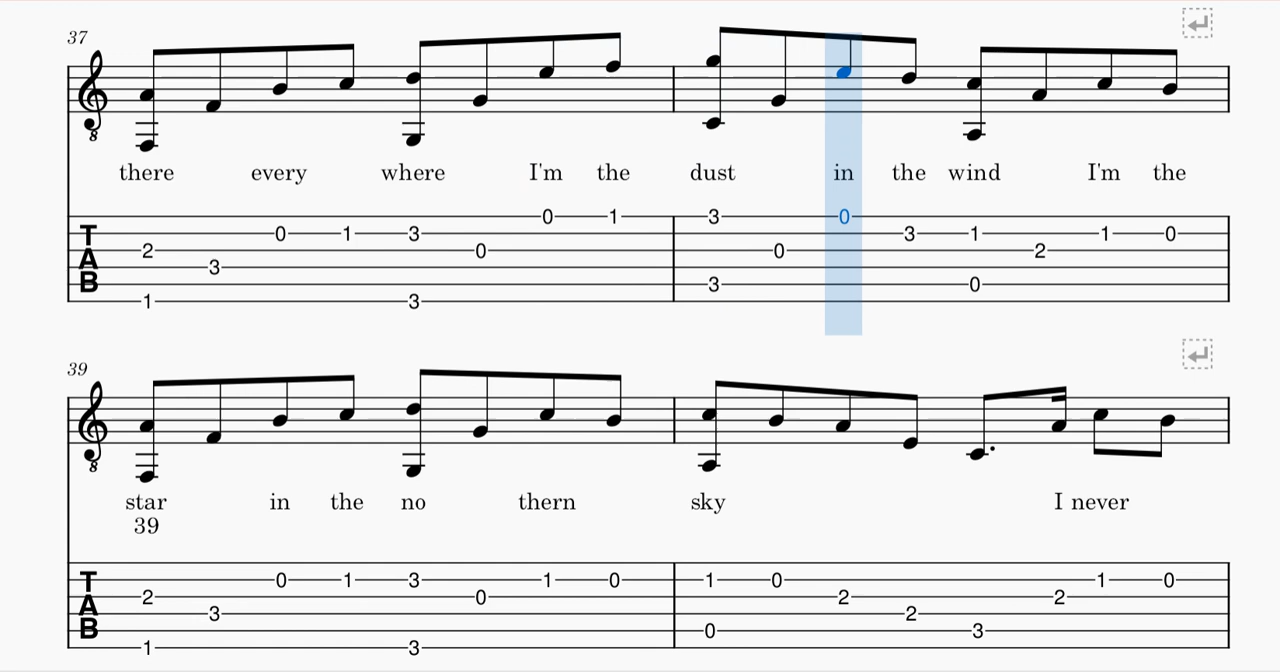 37
8
there every where I'm the dust in the wind I'm the
0 1 3 0
0 1 3 3 1 1 0
T
2 0 0 2
A
3
B
3 0
1 3
39
8
star in the no thern sky I never
39
0 1 3 1 0 1 0 1 0
T
2 0 2 2
A
3 2
B
0 3
1 3